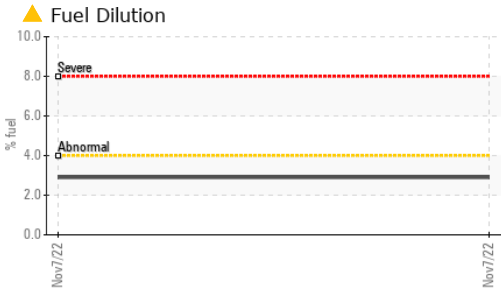 Fuel Dilution
10.0
Severe
8.0
6.0
% fuel
Abnormal
4.0
2.0
0.0
Nov7/22
Nov7/22